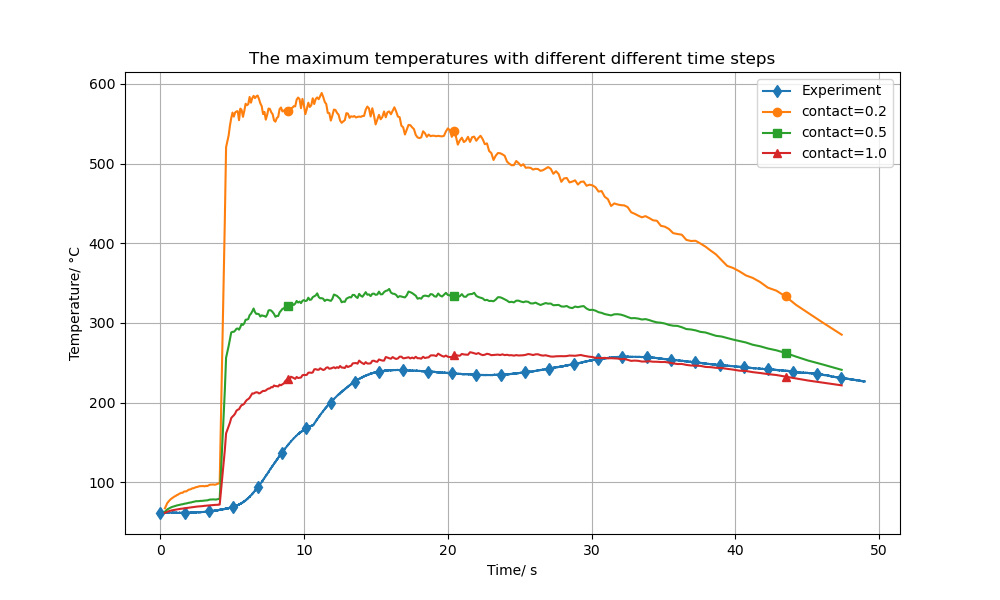 The maximum temperatures with different different time steps
Experiment
contact=0.2
contact=0.5
contact=1.0
600
500
400
300
200
100
Temperature/ °C
0 10 20 30 40 50
Time/ s